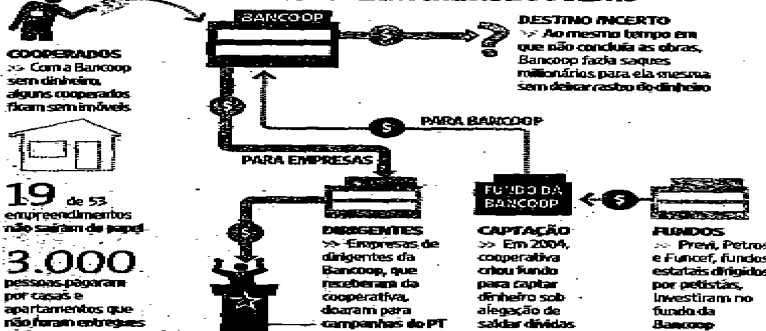 BANCOOP
DESTINO INCERTO
>> Ao mesmo tempo em
que não concluía as obras,
Bancoop fazia saques
milionários para ela mesma
sem deixar rastro do dinheiro
COOPERADOS
>> Com a Bancoop
sem dinheiro,
alguns cooperados
ficam sem imóveis
PARA BANCOOP
PARA EMPRESAS
19 de 53
empreendimentos
não saíram do papel
3.000
pessoas pagaram
por casas e
apartamentos que
não foram entregues
FUNDO DA
BANCOOP
DIRIGENTES
>> Empresas de
dirigentes da
Bancoop, que
receberam da
cooperativa,
doaram para
campanhas do PT
CAPTAÇÃO
>> Em 2004,
cooperativa
criou fundo
para captar
dinheiro sob
alegação de
saldar dívidas
FUNDOS
>> Previ, Petros
e Funcef, fundos
estatais dirigidos
por petistas,
investiram no
fundo da
Bancoop